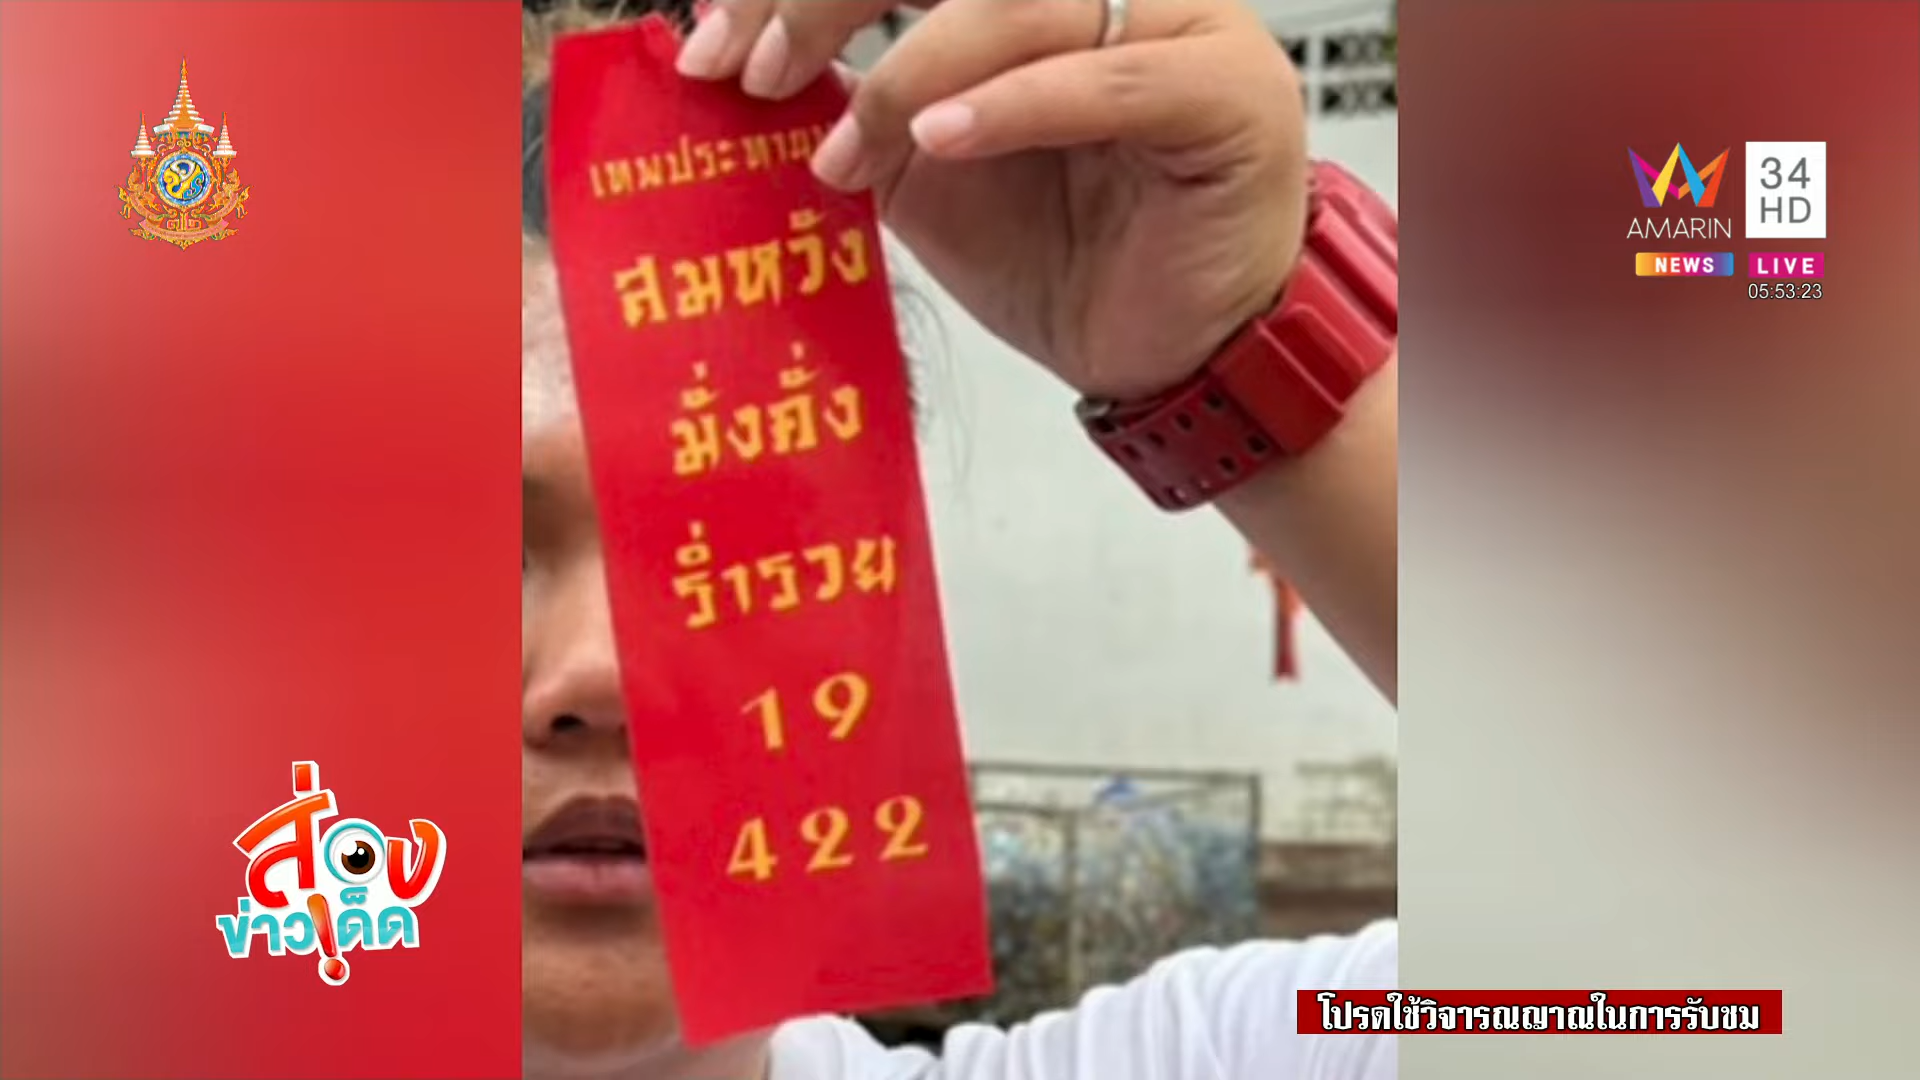 เทพประทาน
สมหวัง
มั่งคั่ง
ร่ำรวย
19
422
AMARIN
34
HD
NEWS
LIVE
05:53:23
ส่อง
ข่าวเด็ด
โปรดใช้วิจารณญาณในการรับชม